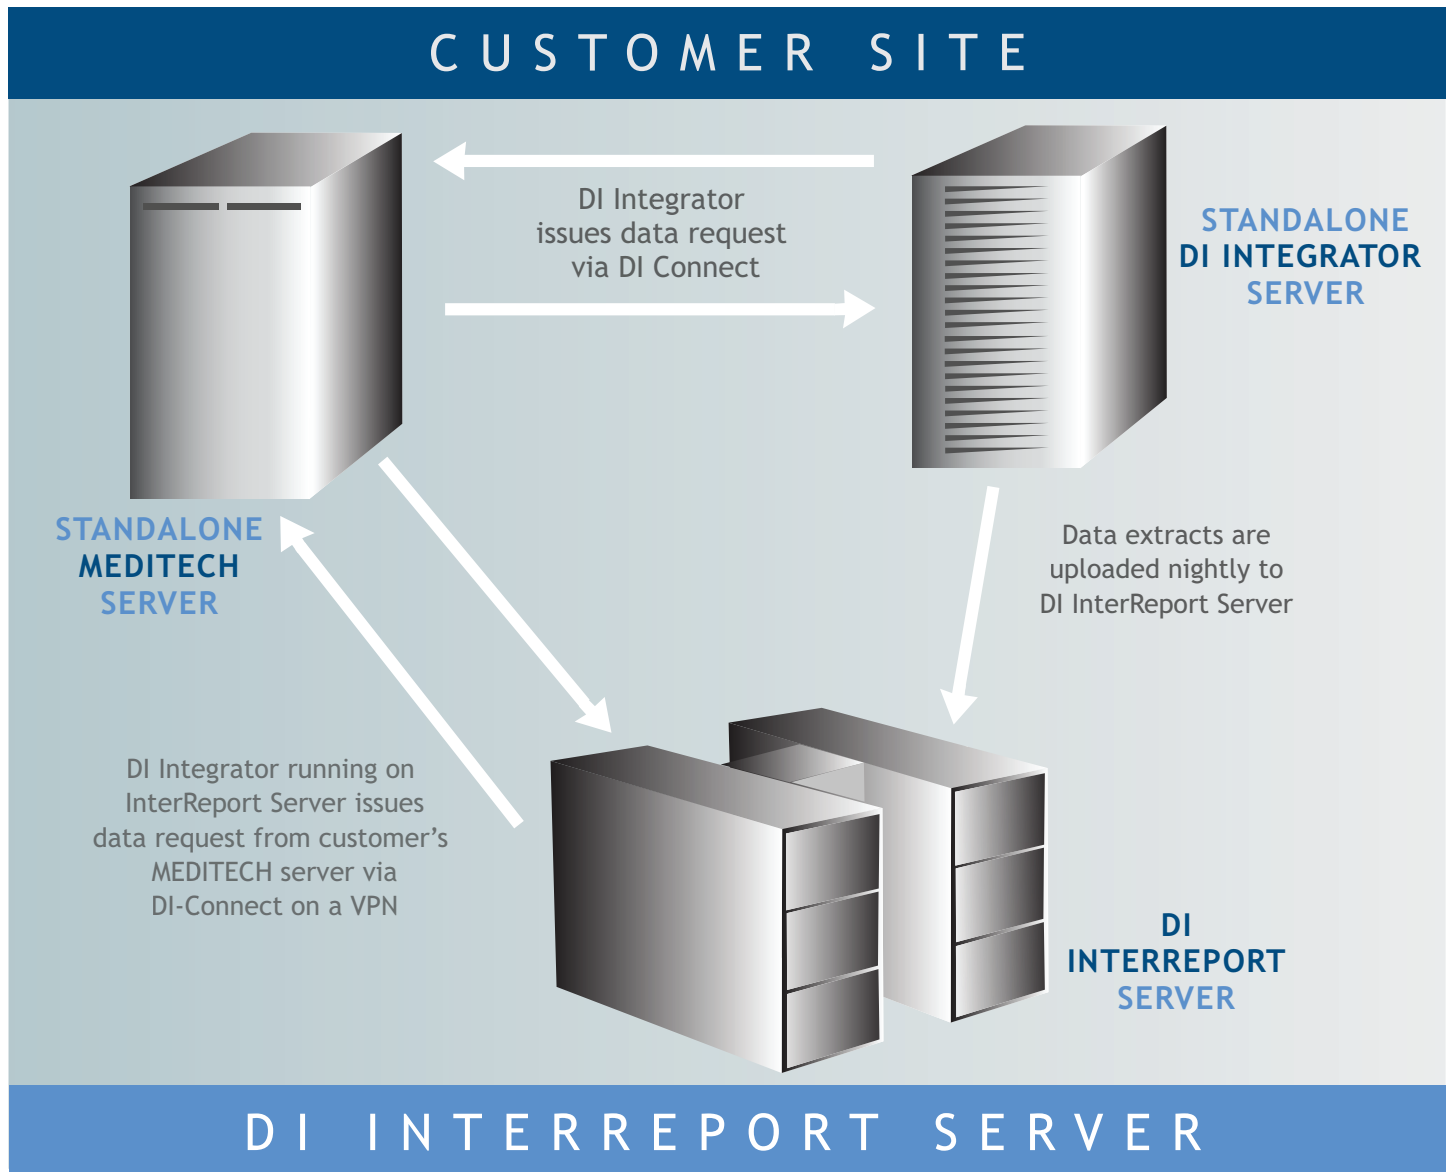 CUSTOMER SITE
DI Integrator
issues data request
via DI Connect
STANDALONE
DI INTEGRATOR
SERVER
STANDALONE
MEDITECH
SERVER
Data extracts are
uploaded nightly to
DI InterReport Server
DI Integrator running on
InterReport Server issues
data request from customer’s
MEDITECH server via
DI-Connect on a VPN
DI
INTERREPORT
SERVER
DI INTERREPORT SERVER